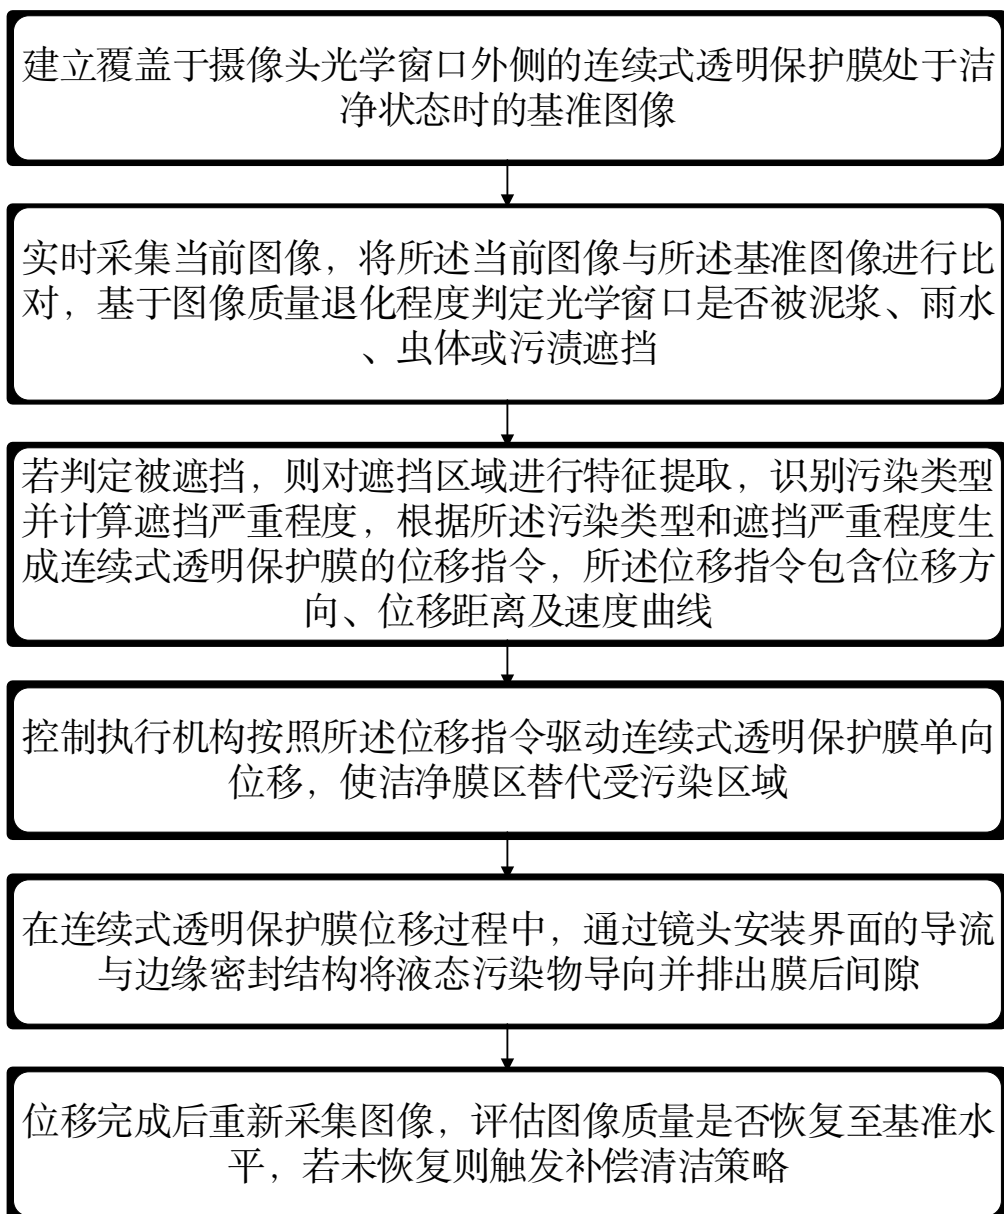 建立覆盖于摄像头光学窗口外侧的连续式透明保护膜处于洁
净状态时的基准图像
实时采集当前图像，将所述当前图像与所述基准图像进行比
对，基于图像质量退化程度判定光学窗口是否被泥浆、雨水
、虫体或污渍遮挡
若判定被遮挡，则对遮挡区域进行特征提取，识别污染类型
并计算遮挡严重程度，根据所述污染类型和遮挡严重程度生
成连续式透明保护膜的位移指令，所述位移指令包含位移方
向、位移距离及速度曲线
控制执行机构按照所述位移指令驱动连续式透明保护膜单向
位移，使洁净膜区替代受污染区域
在连续式透明保护膜位移过程中，通过镜头安装界面的导流
与边缘密封结构将液态污染物导向并排出膜后间隙
位移完成后重新采集图像，评估图像质量是否恢复至基准水
平，若未恢复则触发补偿清洁策略